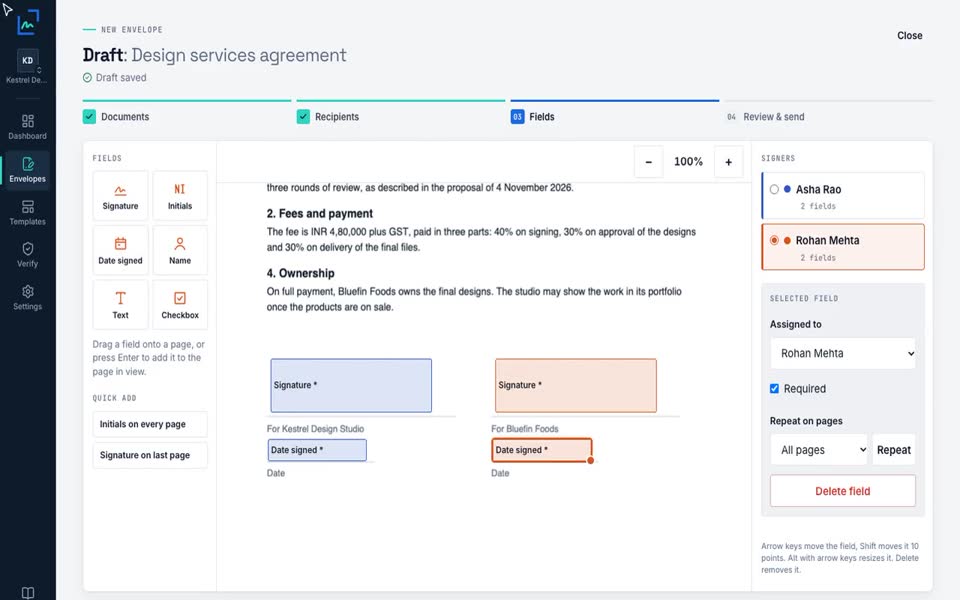 NEW ENVELOPE
Draft: Design services agreement
Draft saved
Close
KD
Kestrel De...
Dashboard
Envelopes
Templates
Verify
Settings
Documents
Recipients
03 Fields
04 Review & send
FIELDS
Signature
NI
Initials
Date signed
Name
Text
Checkbox
Drag a field onto a page, or
press Enter to add it to the
page in view.
QUICK ADD
Initials on every page
Signature on last page
− 100% +
three rounds of review, as described in the proposal of 4 November 2026.
2. Fees and payment
The fee is INR 4,80,000 plus GST, paid in three parts: 40% on signing, 30% on approval of the designs
and 30% on delivery of the final files.
4. Ownership
On full payment, Bluefin Foods owns the final designs. The studio may show the work in its portfolio
once the products are on sale.
Signature *
Signature *
For Kestrel Design Studio
For Bluefin Foods
Date signed *
Date signed *
Date
Date
SIGNERS
Asha Rao
2 fields
Rohan Mehta
2 fields
SELECTED FIELD
Assigned to
Rohan Mehta
Required
Repeat on pages
All pages
Repeat
Delete field
Arrow keys move the field, Shift moves it 10
points. Alt with arrow keys resizes it. Delete
removes it.